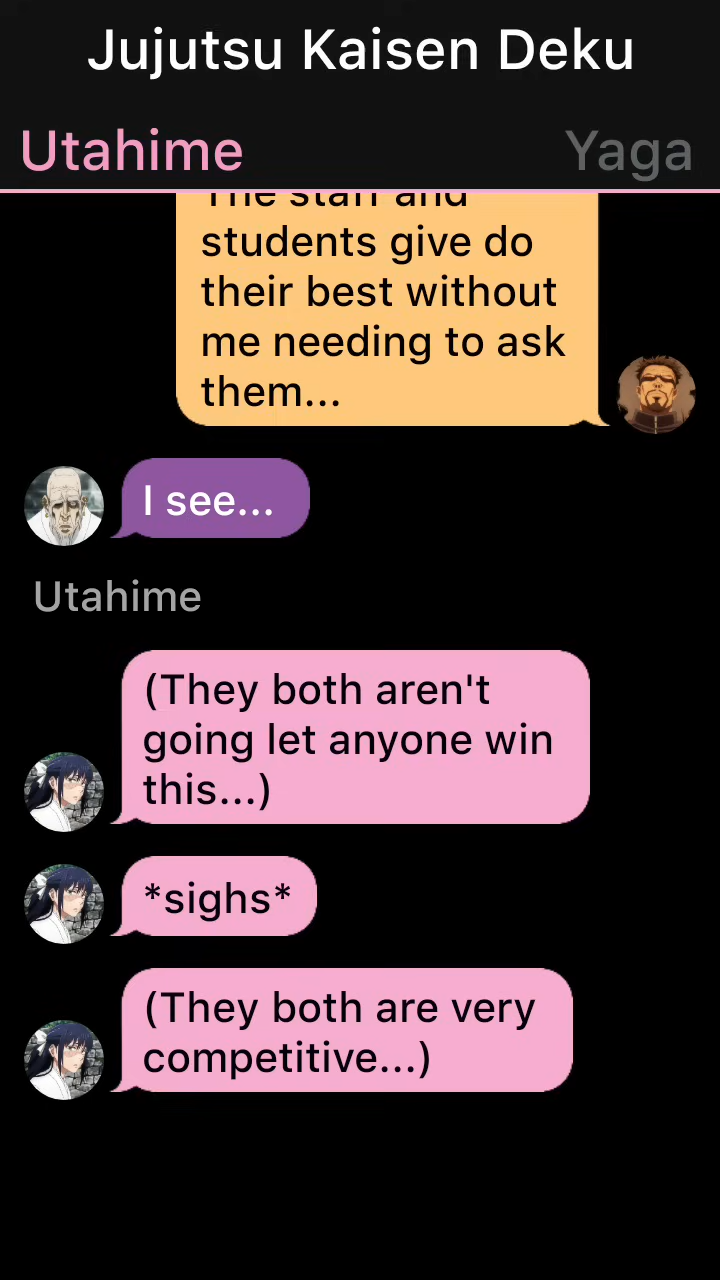 Jujutsu Kaisen Deku
Utahime Yaga
The staff and
students give do
their best without
me needing to ask
them...
I see...
Utahime
(They both aren't
going let anyone win
this...)
*sighs*
(They both are very
competitive...)